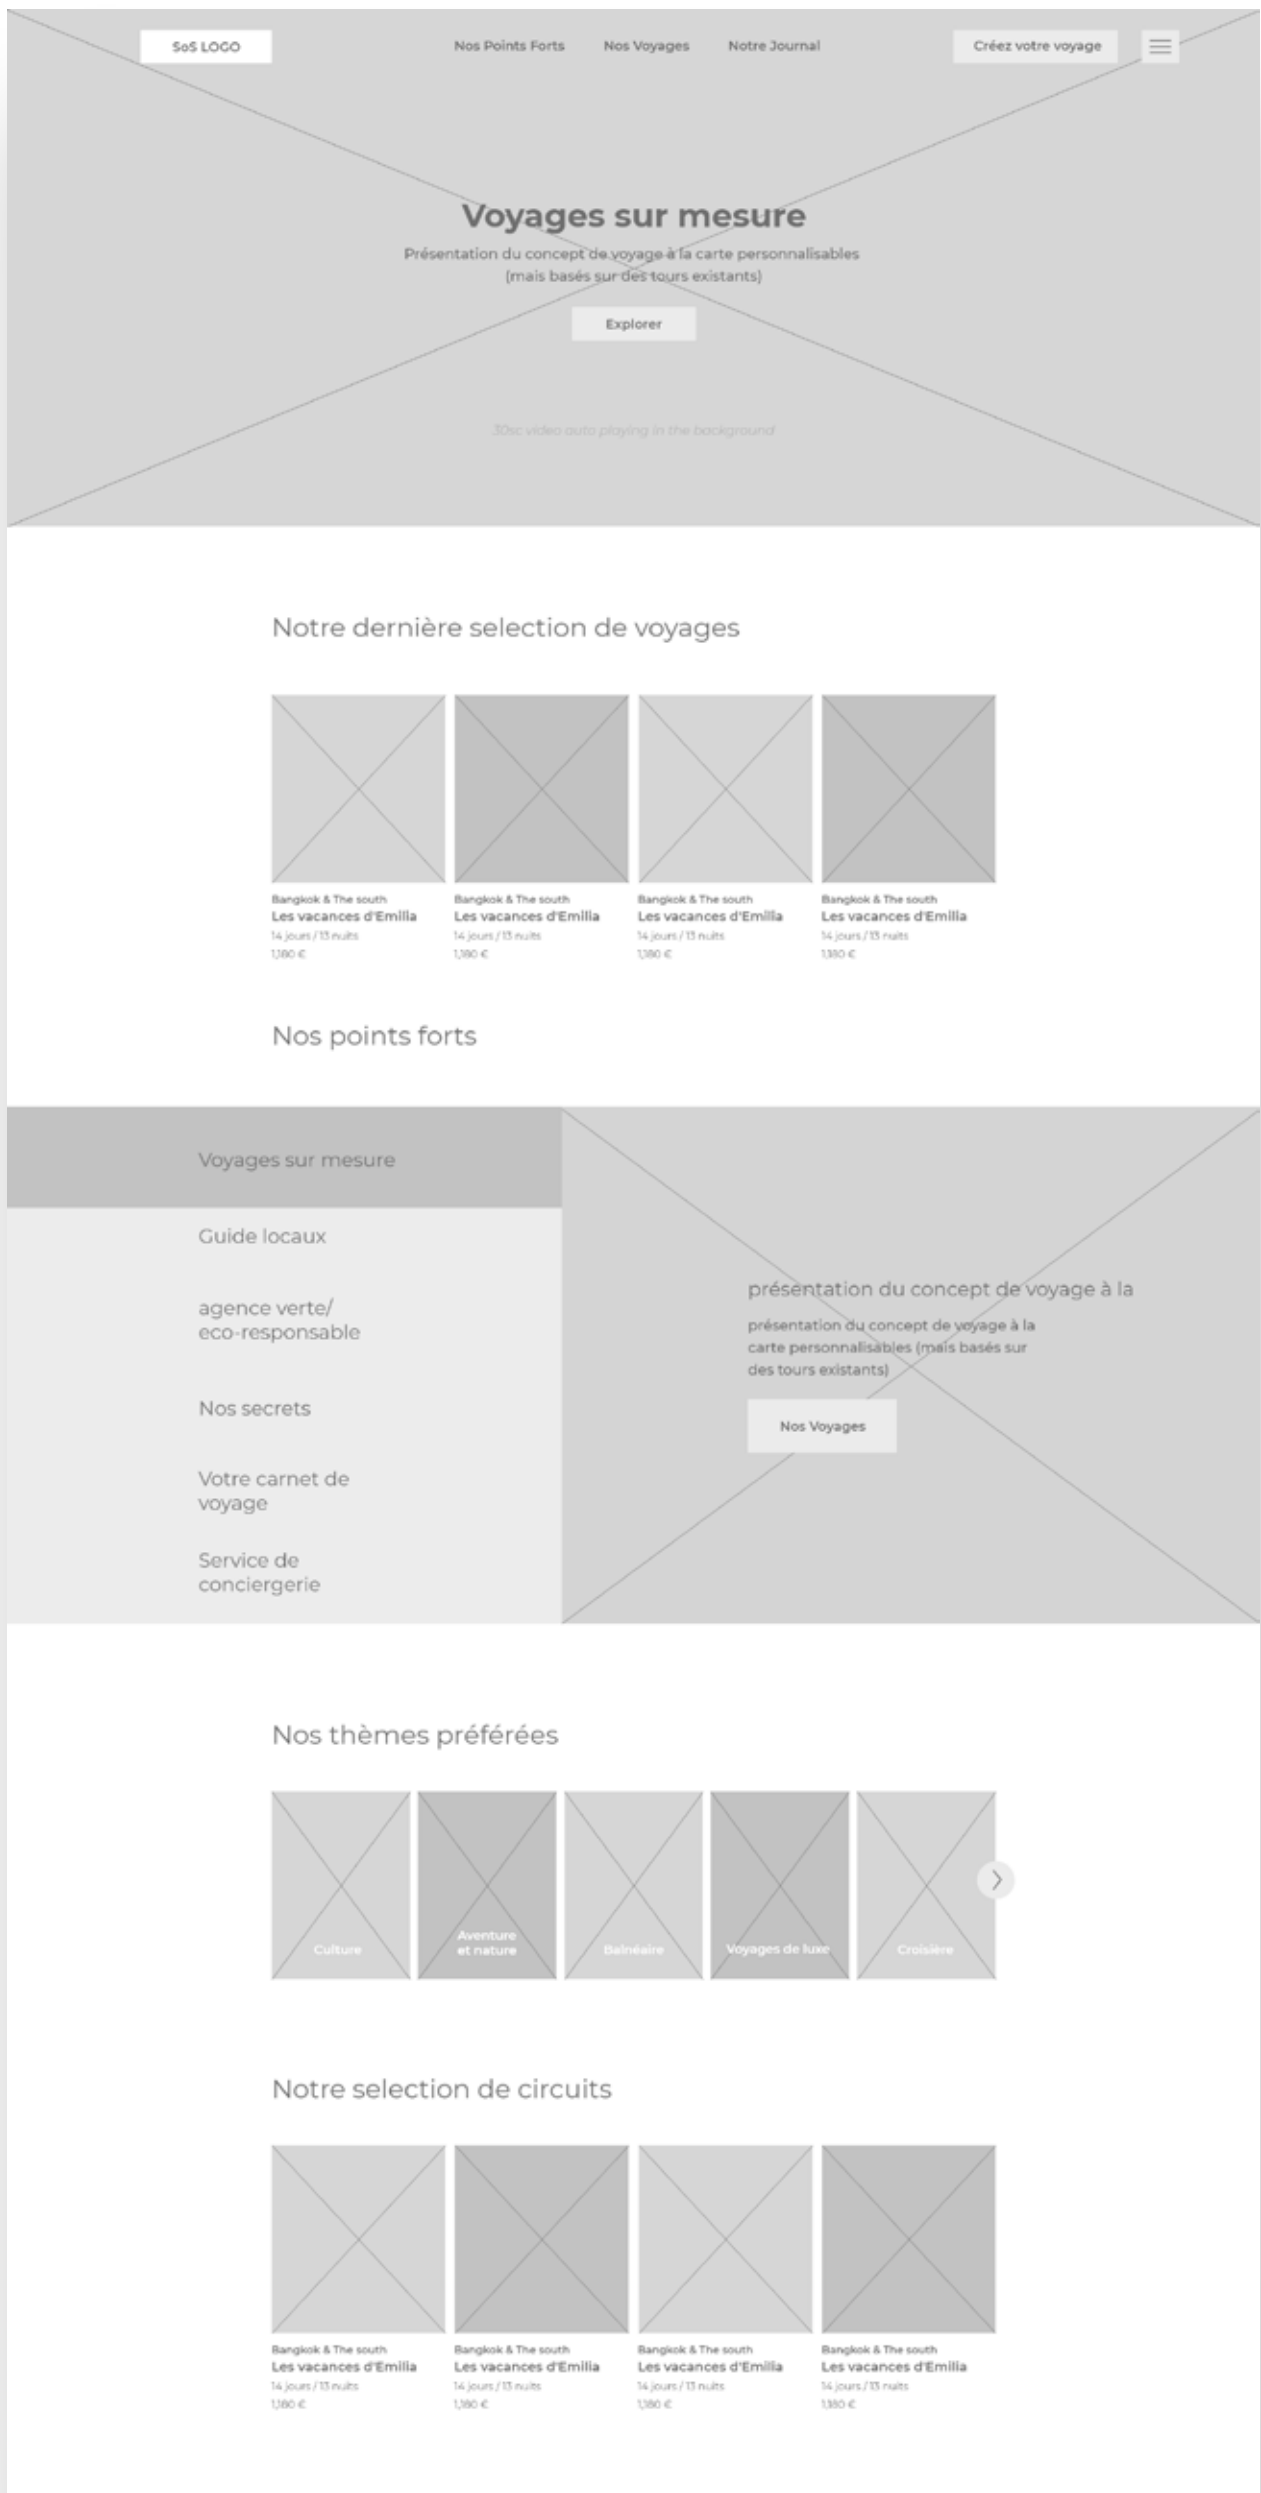 SoS LOGO
Nos Points Forts
Nos Voyages
Notre Journal
Créez votre voyage
Voyages sur mesure
Présentation du concept de voyage à la carte personnalisables
(mais basés sur des tours existants)
Explorer
30sc video auto playing in the background
Notre dernière selection de voyages
Bangkok & The south
Les vacances d'Emilia
14 jours / 13 nuits
1,180 €
Bangkok & The south
Les vacances d'Emilia
14 jours / 13 nuits
1,180 €
Bangkok & The south
Les vacances d'Emilia
14 jours / 13 nuits
1,180 €
Bangkok & The south
Les vacances d'Emilia
14 jours / 13 nuits
1,180 €
Nos points forts
Voyages sur mesure
Guide locaux
agence verte/
eco-responsable
Nos secrets
Votre carnet de
voyage
Service de
conciergerie
présentation du concept de voyage à la
présentation du concept de voyage à la
carte personnalisables (mais basés sur
des tours existants)
Nos Voyages
Nos thèmes préférées
Culture
Aventure
et nature
Balnéaire
Voyages de luxe
Croisière
Notre selection de circuits
Bangkok & The south
Les vacances d'Emilia
14 jours / 13 nuits
1,180 €
Bangkok & The south
Les vacances d'Emilia
14 jours / 13 nuits
1,180 €
Bangkok & The south
Les vacances d'Emilia
14 jours / 13 nuits
1,180 €
Bangkok & The south
Les vacances d'Emilia
14 jours / 13 nuits
1,180 €